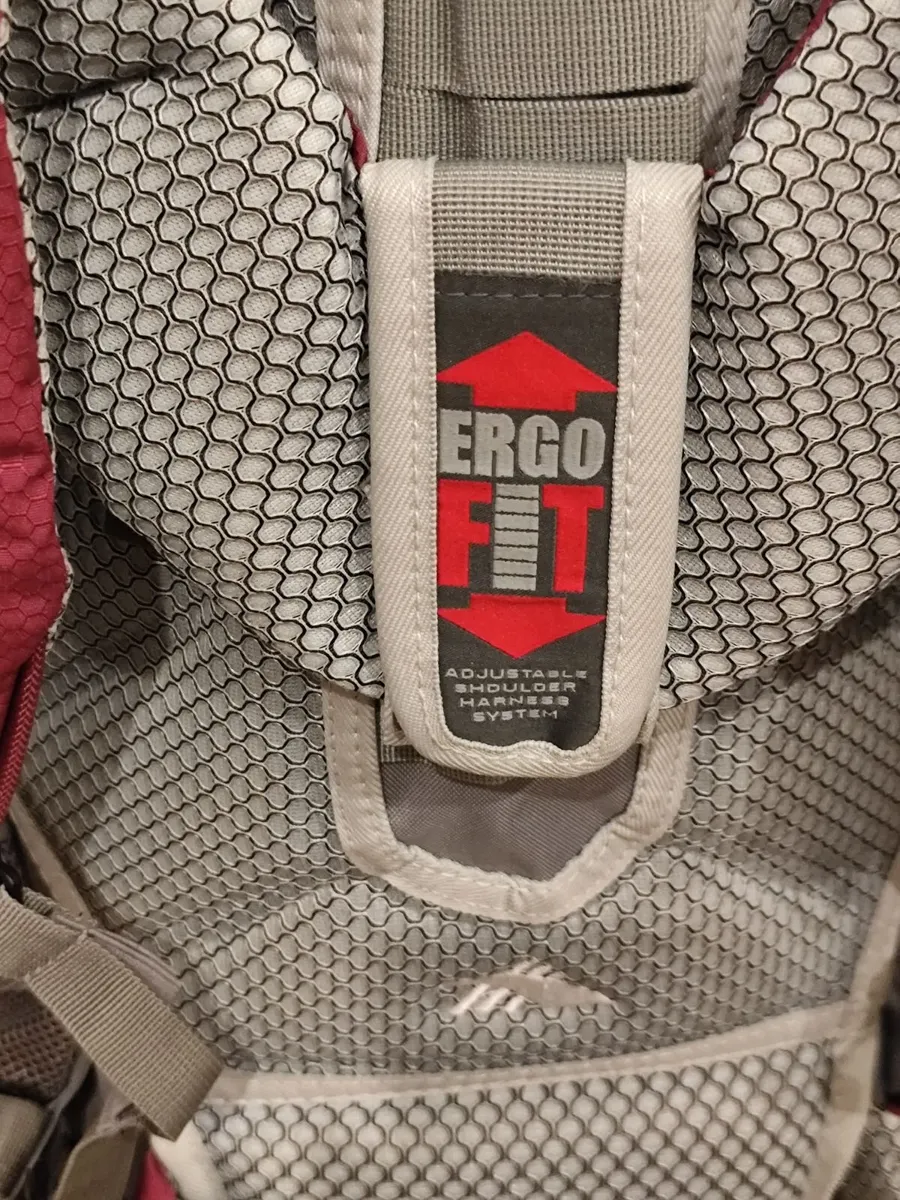 ERGO
FIT
ADJUSTABLE
SHOULDER
HARNESS
SYSTEM